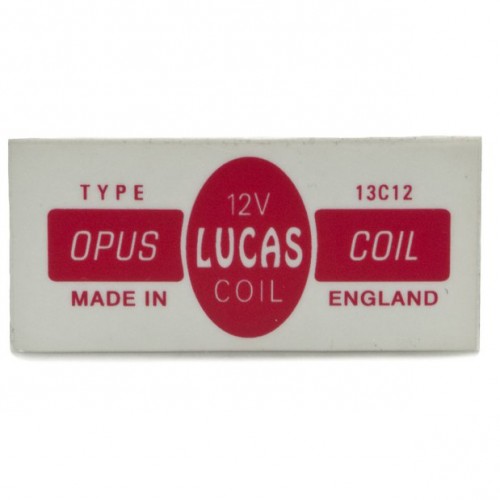 TYPE 12V 13C12
OPUS LUCAS COIL
MADE IN COIL ENGLAND